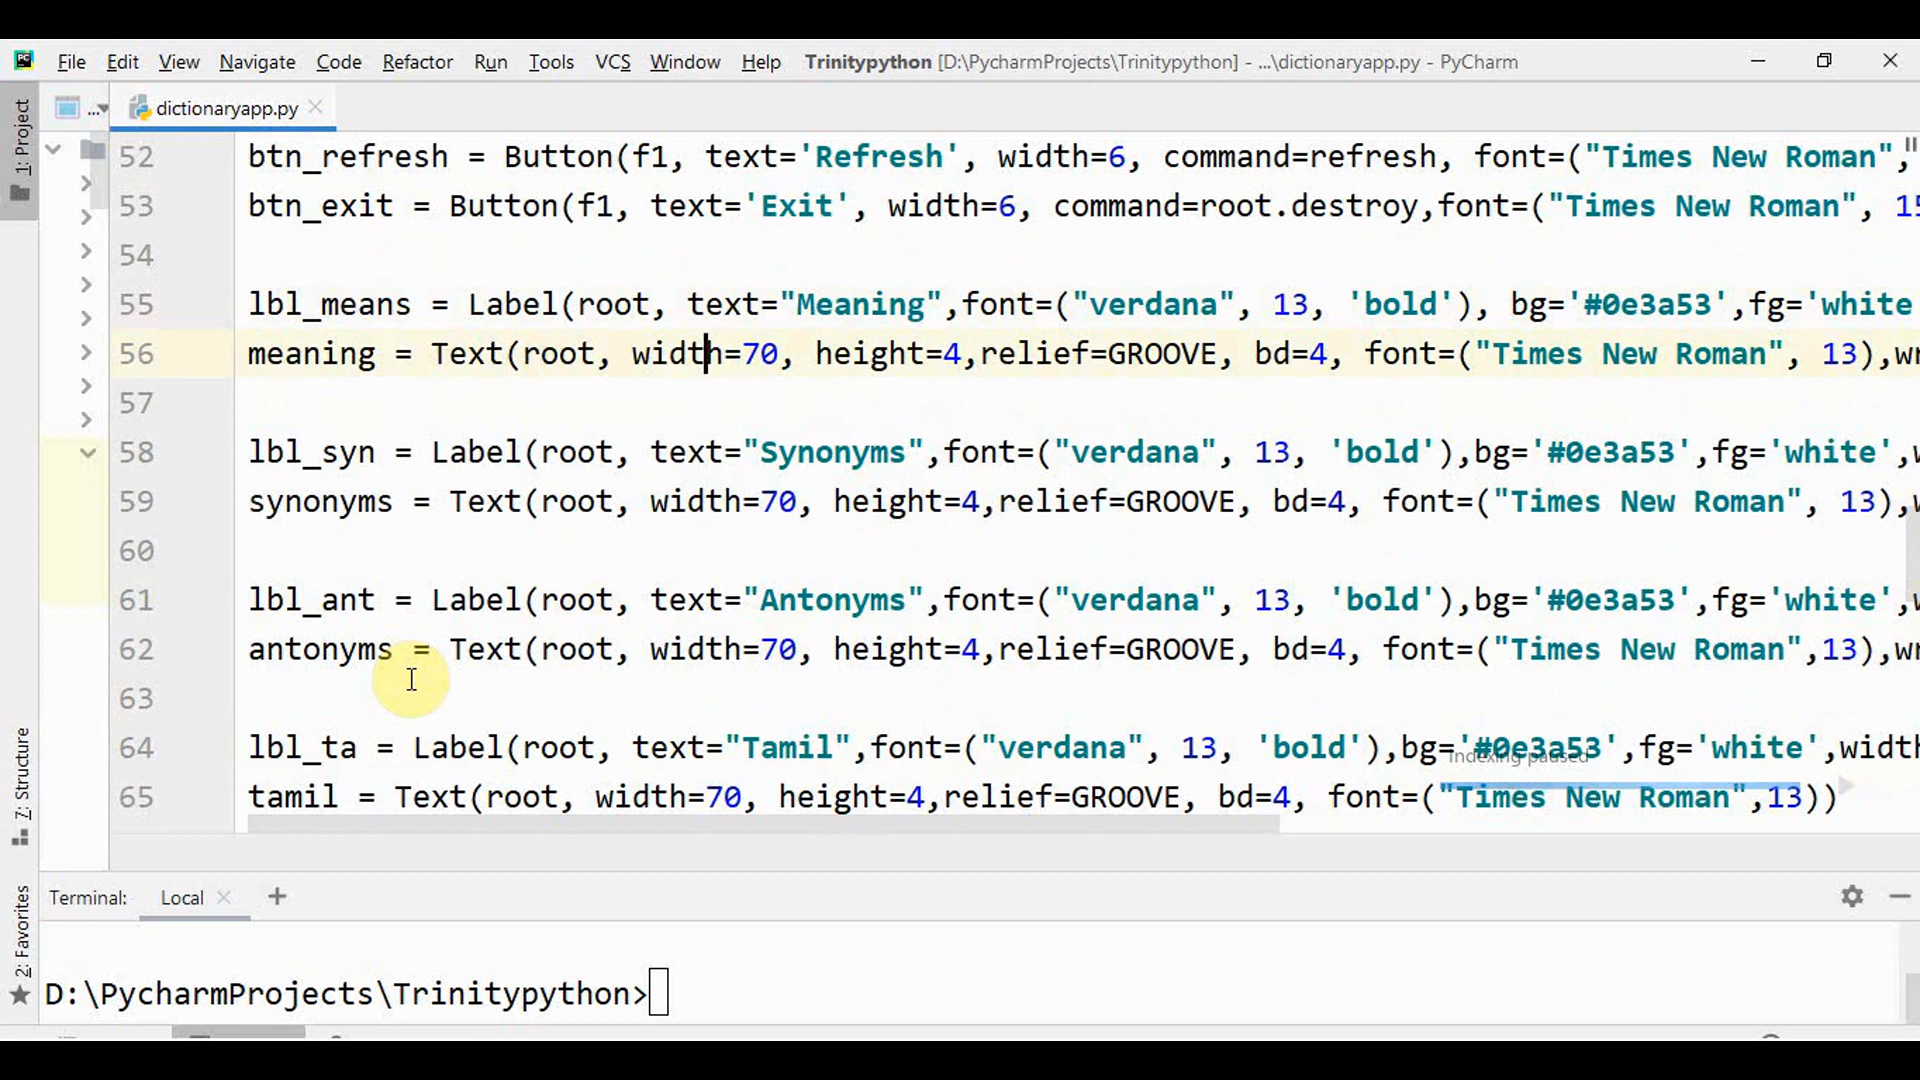 PC File Edit View Navigate Code Refactor Run Tools VCS Window Help Trinitypython [D:\PycharmProjects\Trinitypython] - ...\dictionaryapp.py - PyCharm
1: Project
... dictionaryapp.py
52 btn_refresh = Button(f1, text='Refresh', width=6, command=refresh, font=("Times New Roman",
53 btn_exit = Button(f1, text='Exit', width=6, command=root.destroy,font=("Times New Roman", 15
54
55 lbl_means = Label(root, text="Meaning",font=("verdana", 13, 'bold'), bg='#0e3a53',fg='white
56 meaning = Text(root, width=70, height=4,relief=GROOVE, bd=4, font=("Times New Roman", 13),wr
57
58 lbl_syn = Label(root, text="Synonyms",font=("verdana", 13, 'bold'),bg='#0e3a53',fg='white',w
59 synonyms = Text(root, width=70, height=4,relief=GROOVE, bd=4, font=("Times New Roman", 13),w
60
61 lbl_ant = Label(root, text="Antonyms",font=("verdana", 13, 'bold'),bg='#0e3a53',fg='white',w
62 antonyms = Text(root, width=70, height=4,relief=GROOVE, bd=4, font=("Times New Roman",13),wr
63
64 lbl_ta = Label(root, text="Tamil",font=("verdana", 13, 'bold'),bg='#0e3a53',fg='white',width
Indexing paused
65 tamil = Text(root, width=70, height=4,relief=GROOVE, bd=4, font=("Times New Roman",13))
7: Structure
2: Favorites
Terminal: Local +
D:\PycharmProjects\Trinitypython>